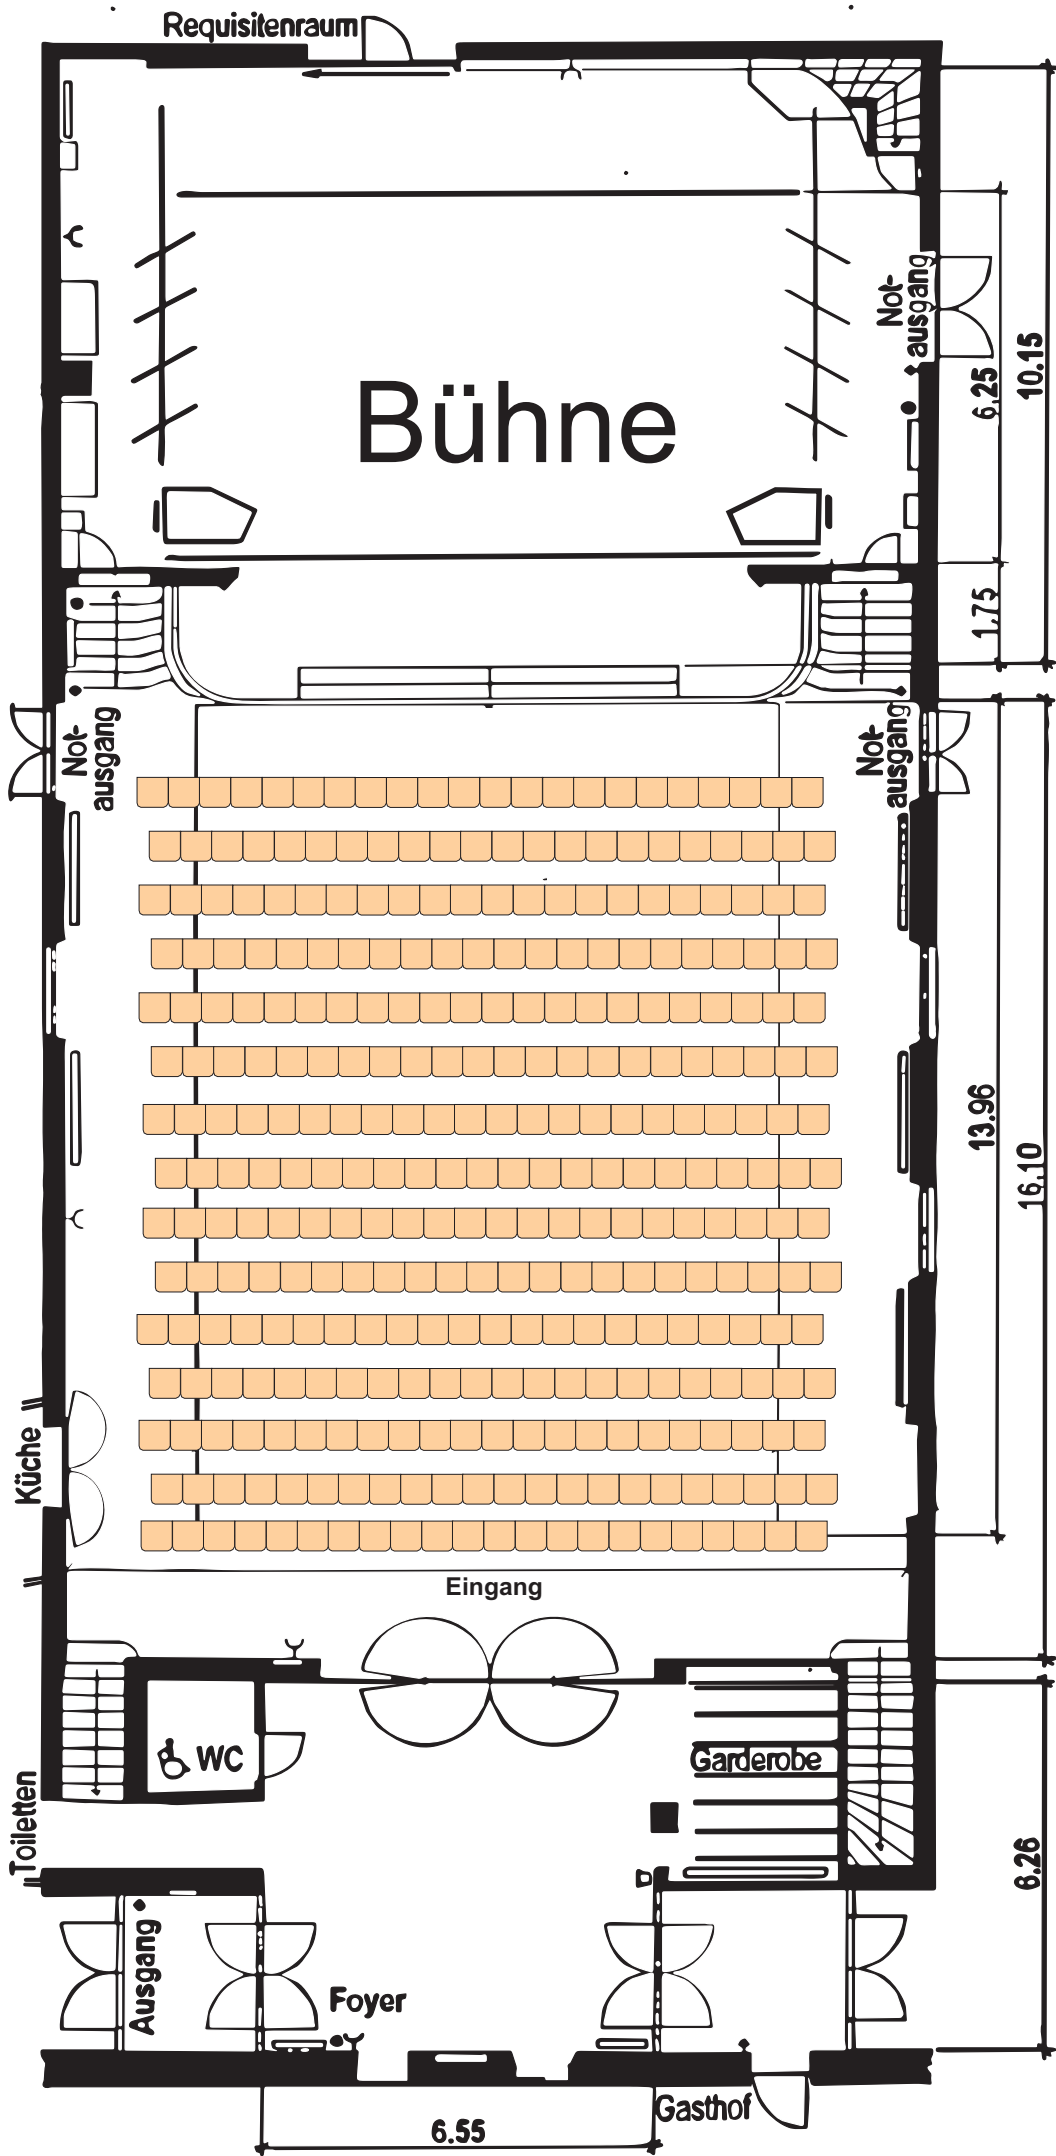 Requisitenraum
Not-
ausgang
10.15
6,25
Bühne
1,75
Not-
ausgang
Not-
ausgang
13.96
16,10
Küche
Eingang
WC
Garderobe
Toiletten
6.26
Ausgang
Foyer
Gasthof
6.55